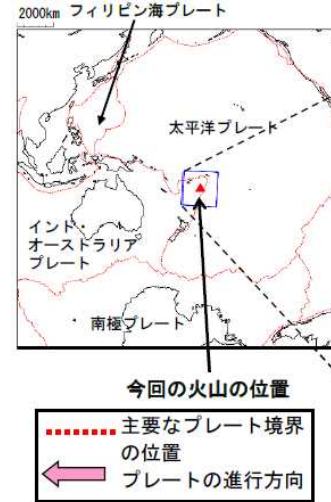 2000km フィリピン海プレート
太平洋プレート
インド
オーストラリア
プレート
南極プレート
今回の火山の位置
主要なプレート境界
の位置
プレートの進行方向